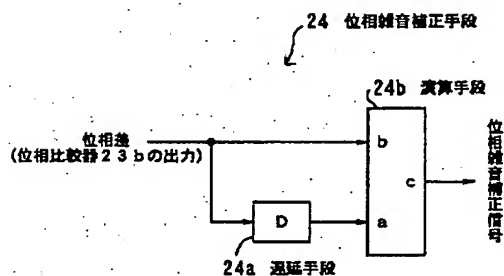 24 位相雑音補正手段
24b 演算手段
位相差
(位相比較器23bの出力)
b
c
a
D
24a 遅延手段
位相雑音補正信号